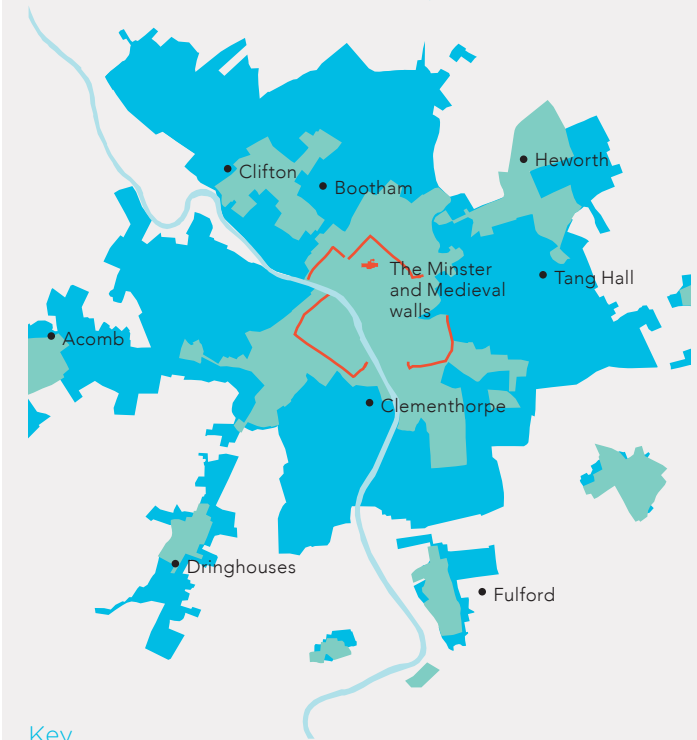 Clifton
Bootham
Heworth
The Minster
and Medieval
walls
Tang Hall
Acomb
Clementhorpe
Dringhouses
Fulford
Key